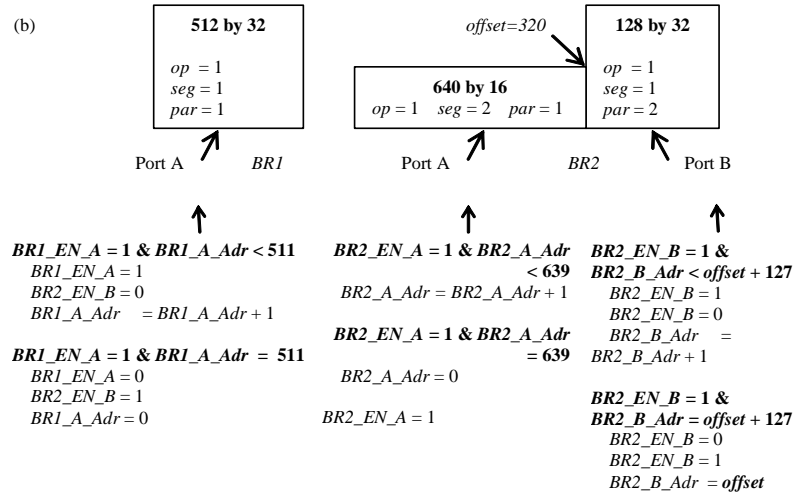 (b)
512 by 32
op = 1
seg = 1
par = 1
Port A
BR1
offset=320
640 by 16
op = 1 seg = 2 par = 1
128 by 32
op = 1
seg = 1
par = 2
Port A
BR2
Port B
BR1_EN_A = 1 & BR1_A_Adr < 511
BR1_EN_A = 1
BR2_EN_B = 0
BR1_A_Adr = BR1_A_Adr + 1
BR1_EN_A = 1 & BR1_A_Adr = 511
BR1_EN_A = 0
BR2_EN_B = 1
BR1_A_Adr = 0
BR2_EN_A = 1 & BR2_A_Adr
< 639
BR2_A_Adr = BR2_A_Adr + 1
BR2_EN_A = 1 & BR2_A_Adr
= 639
BR2_A_Adr = 0
BR2_EN_A = 1
BR2_EN_B = 1 &
BR2_B_Adr < offset + 127
BR2_EN_B = 1
BR2_EN_B = 0
BR2_B_Adr =
BR2_B_Adr + 1
BR2_EN_B = 1 &
BR2_B_Adr = offset + 127
BR2_EN_B = 0
BR2_EN_B = 1
BR2_B_Adr = offset